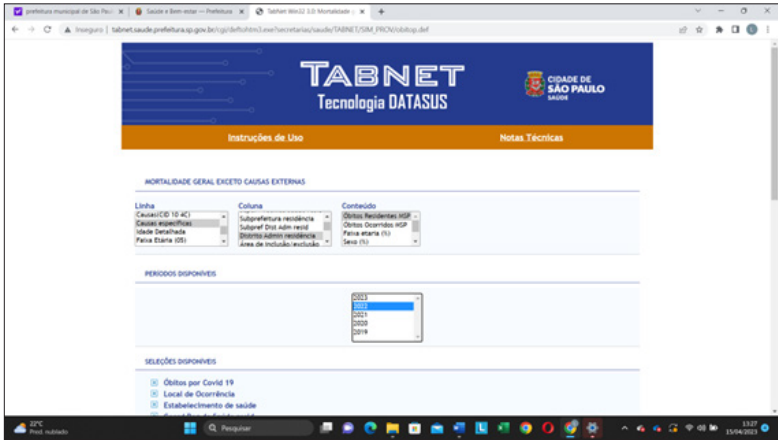 prefeitura municipal de São Paul
Saúde e Bem-estar — Prefeitura
TabNet Win32 3.0: Mortalidade
Inseguro | tabnet.saude.prefeitura.sp.gov.br/cgi/deftohtm3.exe?secretarias/saude/TABNET/SIM_PROV/obitop.def
TABNET
Tecnologia DATASUS
CIDADE DE
SÃO PAULO
SAÚDE
Instruções de Uso
Notas Técnicas
MORTALIDADE GERAL EXCETO CAUSAS EXTERNAS
Linha
Causas(CID 10 4C)
Causas específicas
Idade Detalhada
Faixa Etária (05)
Coluna
Subprefeitura residência
Subpref Dist Adm resid
Distrito Admin residência
Área de inclusão/exclusão
Conteúdo
Óbitos Residentes MSP
Óbitos Ocorridos MSP
Faixa etaria (%)
Sexo (%)
PERÍODOS DISPONÍVEIS
2023
2022
2021
2020
2019
SELEÇÕES DISPONÍVEIS
Óbitos por Covid 19
Local de Ocorrência
Estabelecimento de saúde
22°C
Pred. nublado
Pesquisar
13:27
15/04/2023